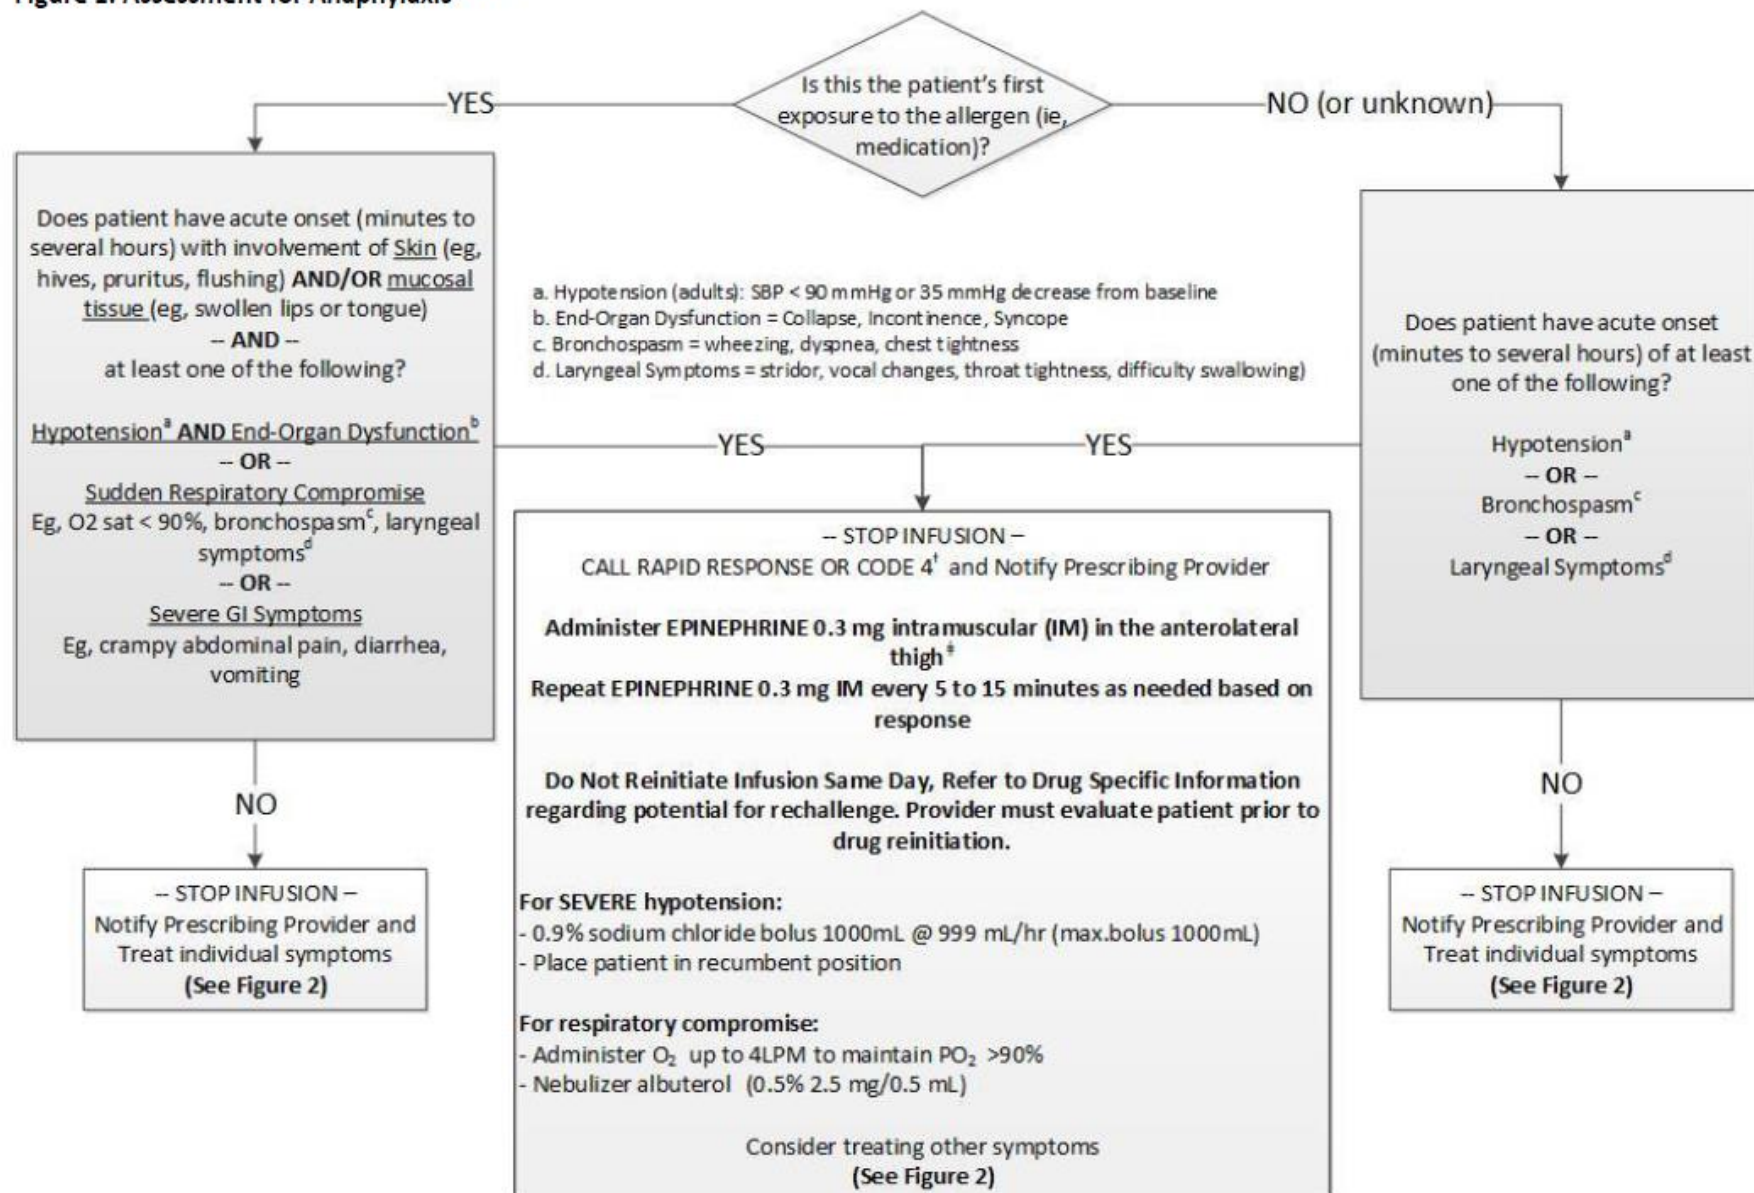 Is this the patient's first
exposure to the allergen (ie,
medication)?
YES
NO (or unknown)
Does patient have acute onset (minutes to
several hours) with involvement of Skin (eg,
hives, pruritus, flushing) AND/OR mucosal
tissue (eg, swollen lips or tongue)
-- AND --
at least one of the following?
Hypotensionᵃ AND End-Organ Dysfunctionᵇ
-- OR --
Sudden Respiratory Compromise
Eg, O2 sat < 90%, bronchospasmᶜ, laryngeal
symptomsᵈ
-- OR --
Severe GI Symptoms
Eg, crampy abdominal pain, diarrhea,
vomiting
a. Hypotension (adults): SBP < 90 mmHg or 35 mmHg decrease from baseline
b. End-Organ Dysfunction = Collapse, Incontinence, Syncope
c. Bronchospasm = wheezing, dyspnea, chest tightness
d. Laryngeal Symptoms = stridor, vocal changes, throat tightness, difficulty swallowing)
Does patient have acute onset
(minutes to several hours) of at least
one of the following?
Hypotensionᵃ
-- OR --
Bronchospasmᶜ
-- OR --
Laryngeal Symptomsᵈ
YES
YES
-- STOP INFUSION --
CALL RAPID RESPONSE OR CODE 4† and Notify Prescribing Provider
Administer EPINEPHRINE 0.3 mg intramuscular (IM) in the anterolateral
thigh‡
Repeat EPINEPHRINE 0.3 mg IM every 5 to 15 minutes as needed based on
response
Do Not Reinitiate Infusion Same Day, Refer to Drug Specific Information
regarding potential for rechallenge. Provider must evaluate patient prior to
drug reinitiation.
For SEVERE hypotension:
- 0.9% sodium chloride bolus 1000mL @ 999 mL/hr (max.bolus 1000mL)
- Place patient in recumbent position
For respiratory compromise:
- Administer O₂ up to 4LPM to maintain PO₂ >90%
- Nebulizer albuterol (0.5% 2.5 mg/0.5 mL)
Consider treating other symptoms
(See Figure 2)
NO
-- STOP INFUSION --
Notify Prescribing Provider and
Treat individual symptoms
(See Figure 2)
NO
-- STOP INFUSION --
Notify Prescribing Provider and
Treat individual symptoms
(See Figure 2)